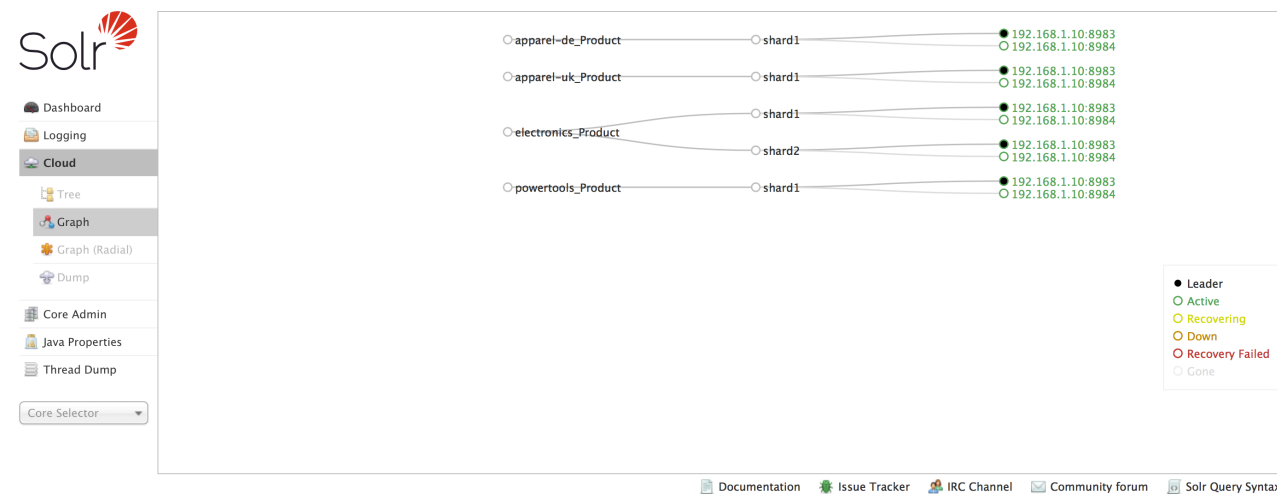 Solr
Dashboard
Logging
Cloud
Tree
Graph
Graph (Radial)
Dump
Core Admin
Java Properties
Thread Dump
Core Selector
apparel-de_Product shard1 192.168.1.10:8983
192.168.1.10:8984
apparel-uk_Product shard1 192.168.1.10:8983
192.168.1.10:8984
electronics_Product shard1 192.168.1.10:8983
192.168.1.10:8984
shard2 192.168.1.10:8983
192.168.1.10:8984
powertools_Product shard1 192.168.1.10:8983
192.168.1.10:8984
Leader
Active
Recovering
Down
Recovery Failed
Gone
Documentation Issue Tracker IRC Channel Community forum Solr Query Syntax